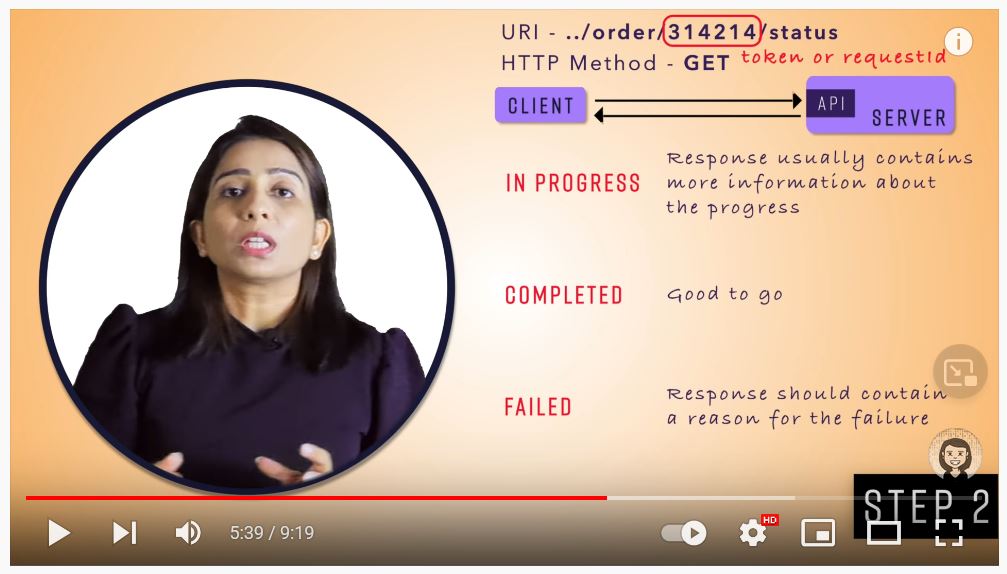 URI - ../order/314214/status
HTTP Method - GET token or requestId
CLIENT
API
SERVER
IN PROGRESS
Response usually contains
more information about
the progress
COMPLETED
Good to go
FAILED
Response should contain
a reason for the failure
STEP 2
5:39 / 9:19
HD